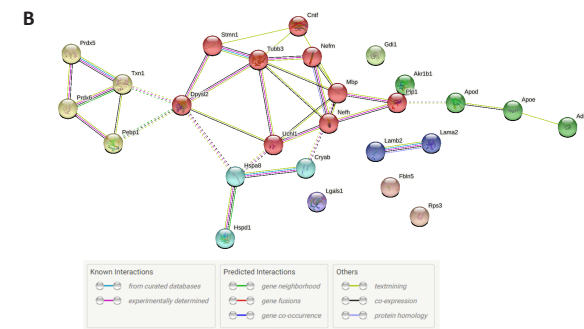 B
Cntf
Stmn1
Prdx5
Tubb3
Nefm
Gdi1
Txn1
Akr1b1
Mbp
Plp1
Prdx6
Dpysl2
Apod
Apoe
Nefh
Ad
Pebp1
Uchl1
Lamb2
Lama2
Hspa8
Cryab
Fbln5
Lgals1
Rps3
Hspd1
Known Interactions
from curated databases
experimentally determined
Predicted Interactions
gene neighborhood
gene fusions
gene co-occurrence
Others
textmining
co-expression
protein homology